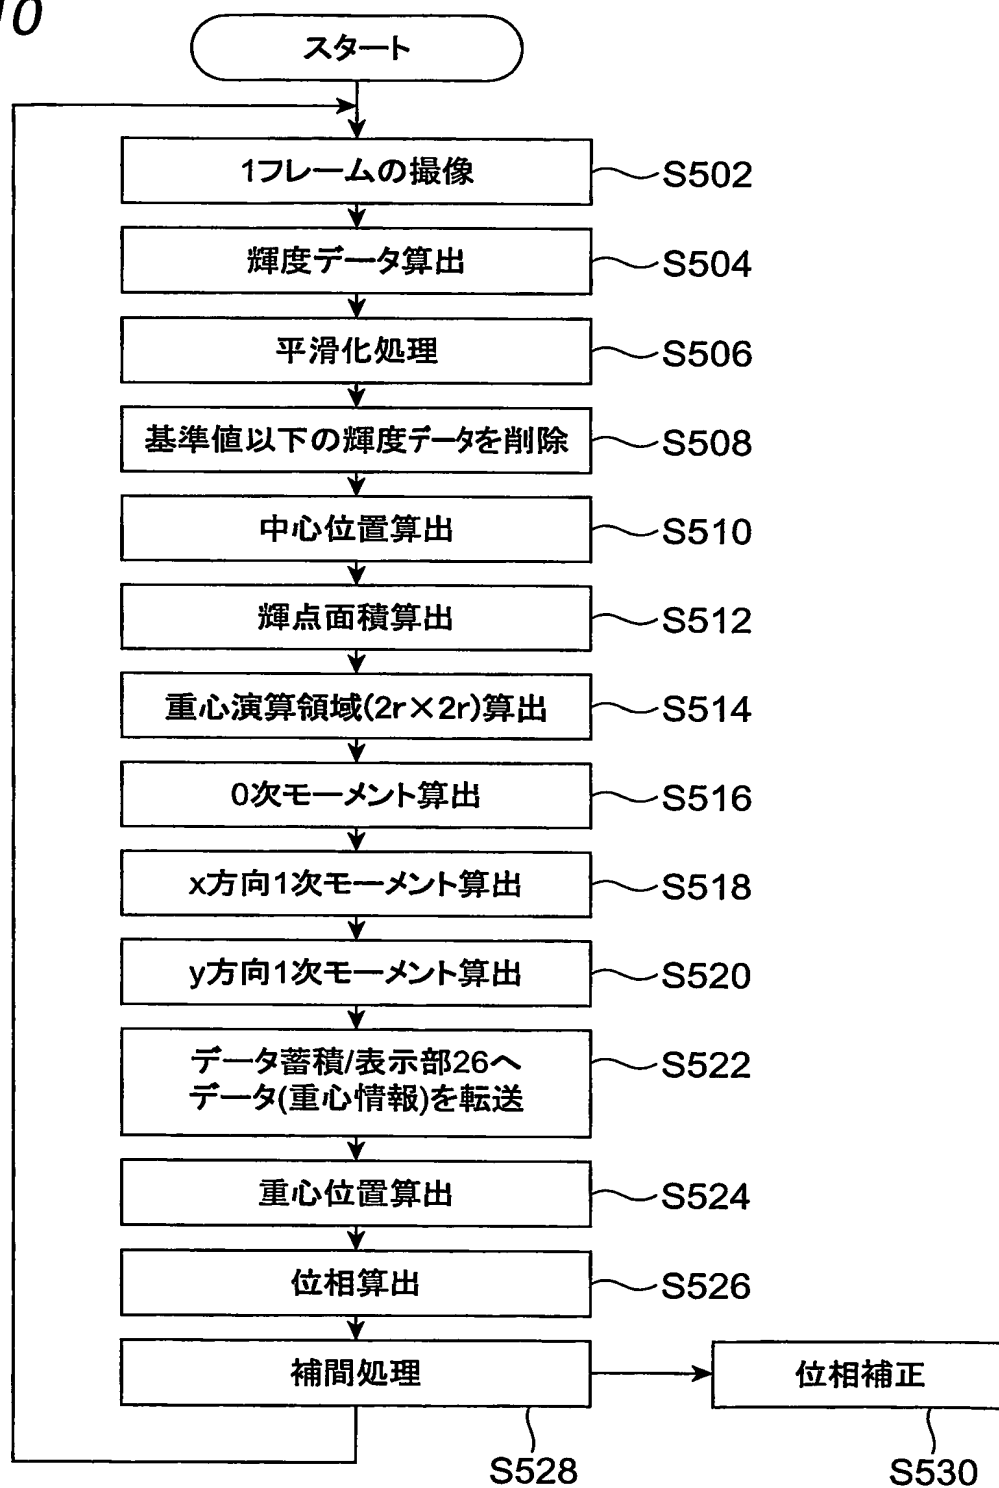 10
スタート
1フレームの撮像
S502
輝度データ算出
S504
平滑化処理
S506
基準値以下の輝度データを削除
S508
中心位置算出
S510
輝点面積算出
S512
重心演算領域(2r×2r)算出
S514
0次モーメント算出
S516
x方向1次モーメント算出
S518
y方向1次モーメント算出
S520
データ蓄積/表示部26へ
データ(重心情報)を転送
S522
重心位置算出
S524
位相算出
S526
補間処理
S528
位相補正
S530